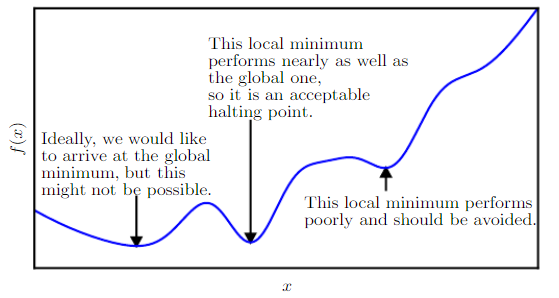 This local minimum
performs nearly as well as
the global one,
so it is an acceptable
halting point.
Ideally, we would like
to arrive at the global
minimum, but this
might not be possible.
This local minimum performs
poorly and should be avoided.
f(x)
x